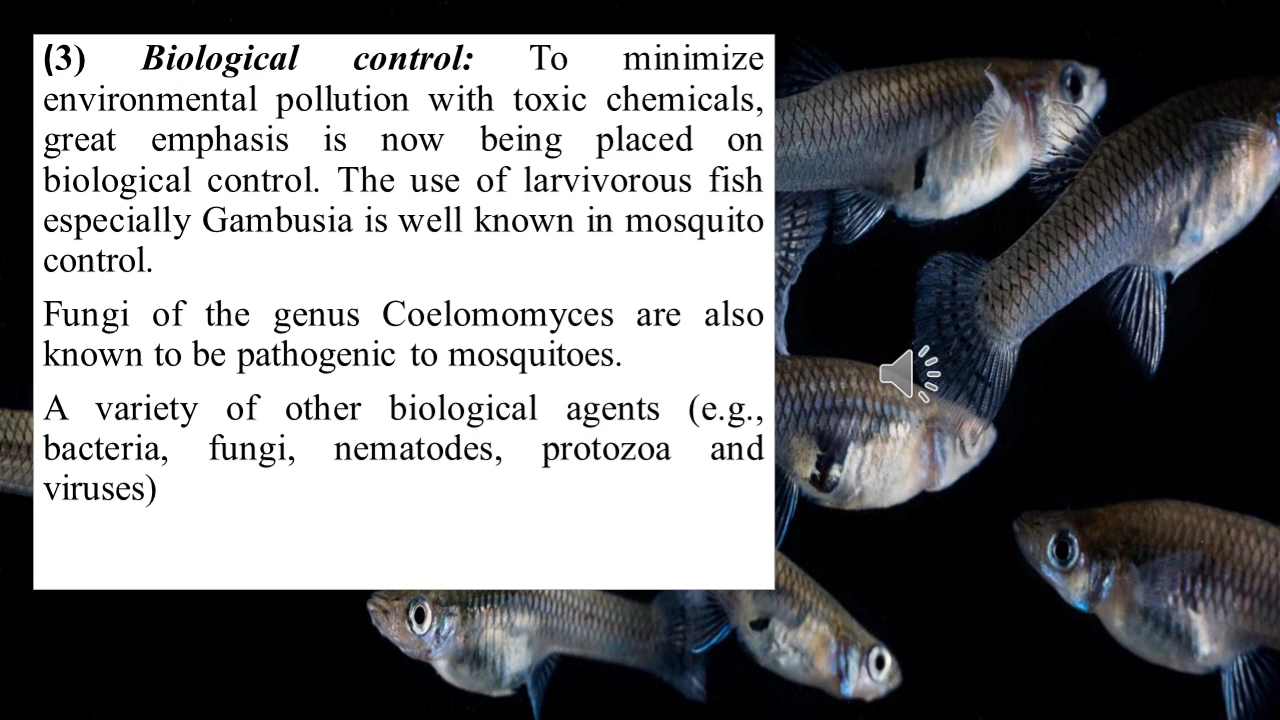 (3) Biological control: To minimize
environmental pollution with toxic chemicals,
great emphasis is now being placed on
biological control. The use of larvivorous fish
especially Gambusia is well known in mosquito
control.
Fungi of the genus Coelomomyces are also
known to be pathogenic to mosquitoes.
A variety of other biological agents (e.g.,
bacteria, fungi, nematodes, protozoa and
viruses)